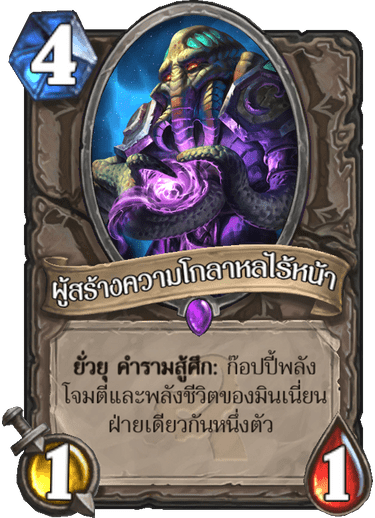 4
ผู้สร้างความโกลาหลไร้หน้า
ยั่วยุ คำรามสู้ศึก: ก๊อปปี้พลัง
โจมตีและพลังชีวิตของมินเนี่ยน
ฝ่ายเดียวกันหนึ่งตัว
1 1